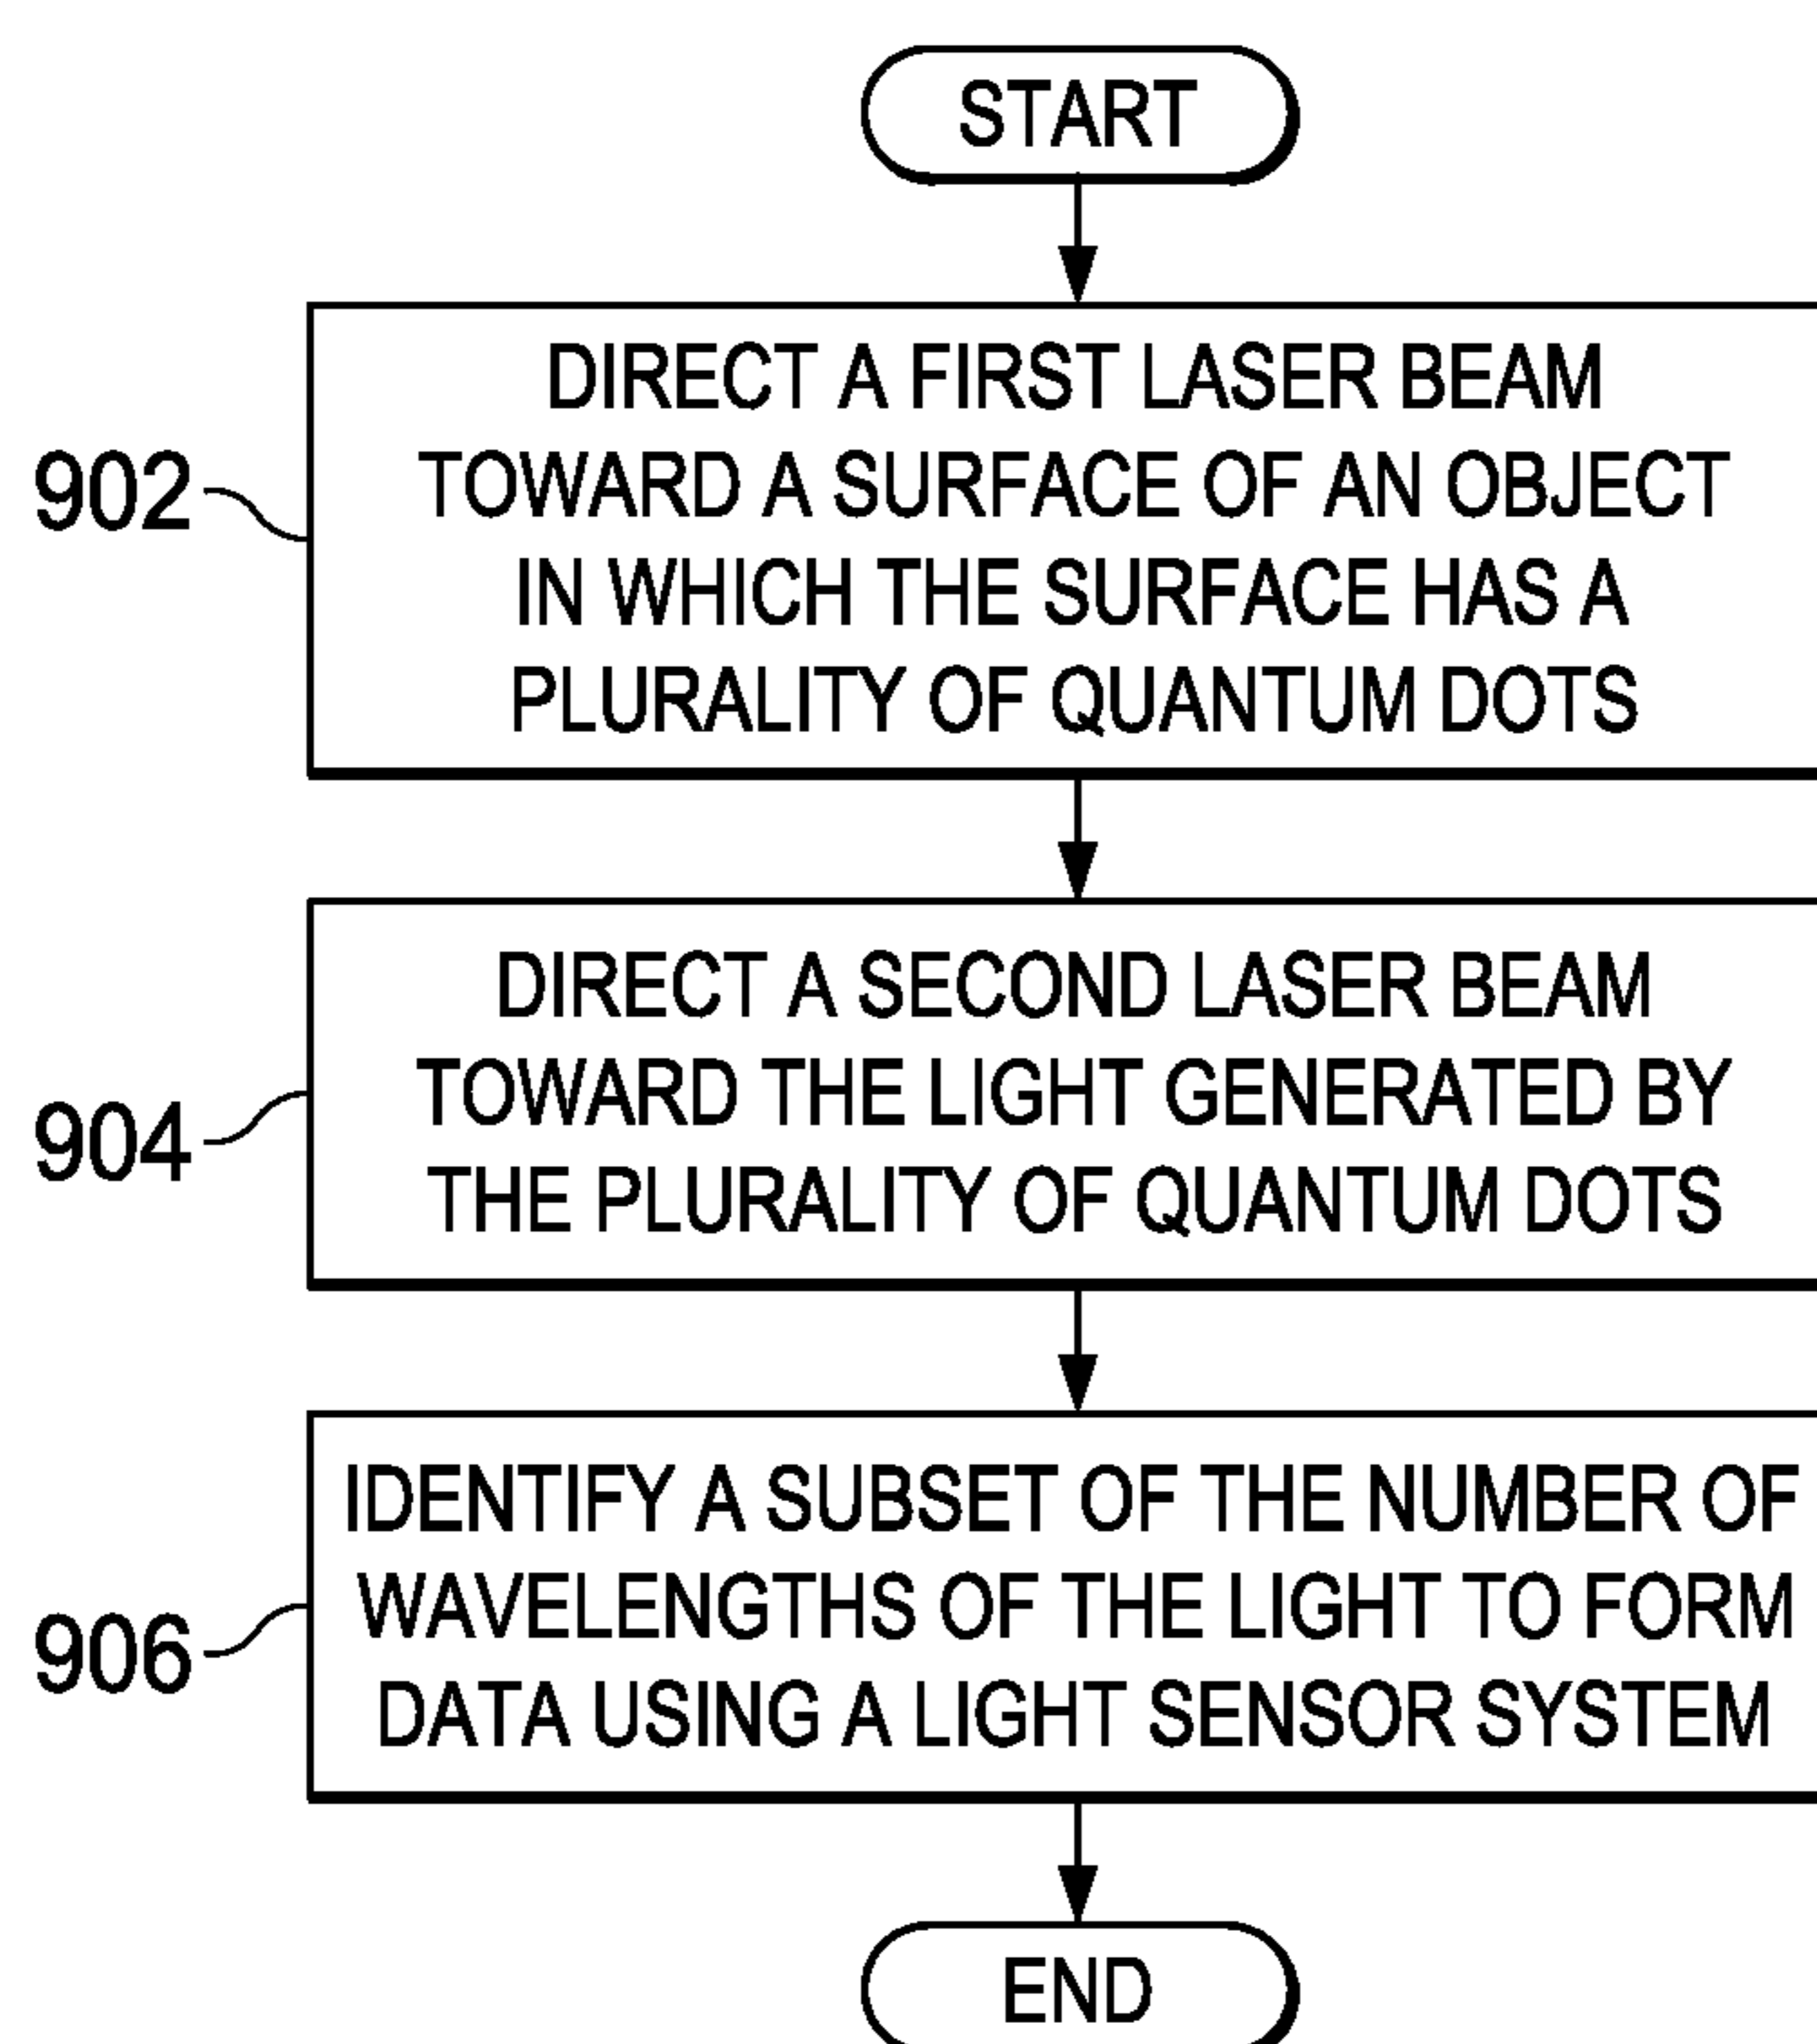 START
902
DIRECT A FIRST LASER BEAM
TOWARD A SURFACE OF AN OBJECT
IN WHICH THE SURFACE HAS A
PLURALITY OF QUANTUM DOTS
904
DIRECT A SECOND LASER BEAM
TOWARD THE LIGHT GENERATED BY
THE PLURALITY OF QUANTUM DOTS
906
IDENTIFY A SUBSET OF THE NUMBER OF
WAVELENGTHS OF THE LIGHT TO FORM
DATA USING A LIGHT SENSOR SYSTEM
END